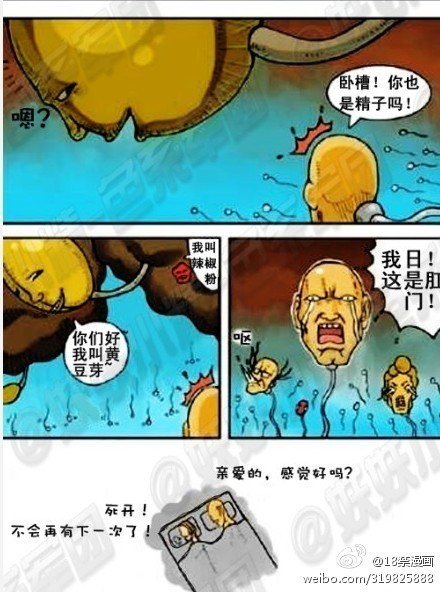 嗯?
卧槽！你也
是精子吗！
我叫
辣椒
粉
你们好~
我叫黄
豆芽~
我日！
这是肛
门！
呕
亲爱的，感觉好吗?
死开！
不会再有下一次了！
@18禁漫画
weibo.com/319825888